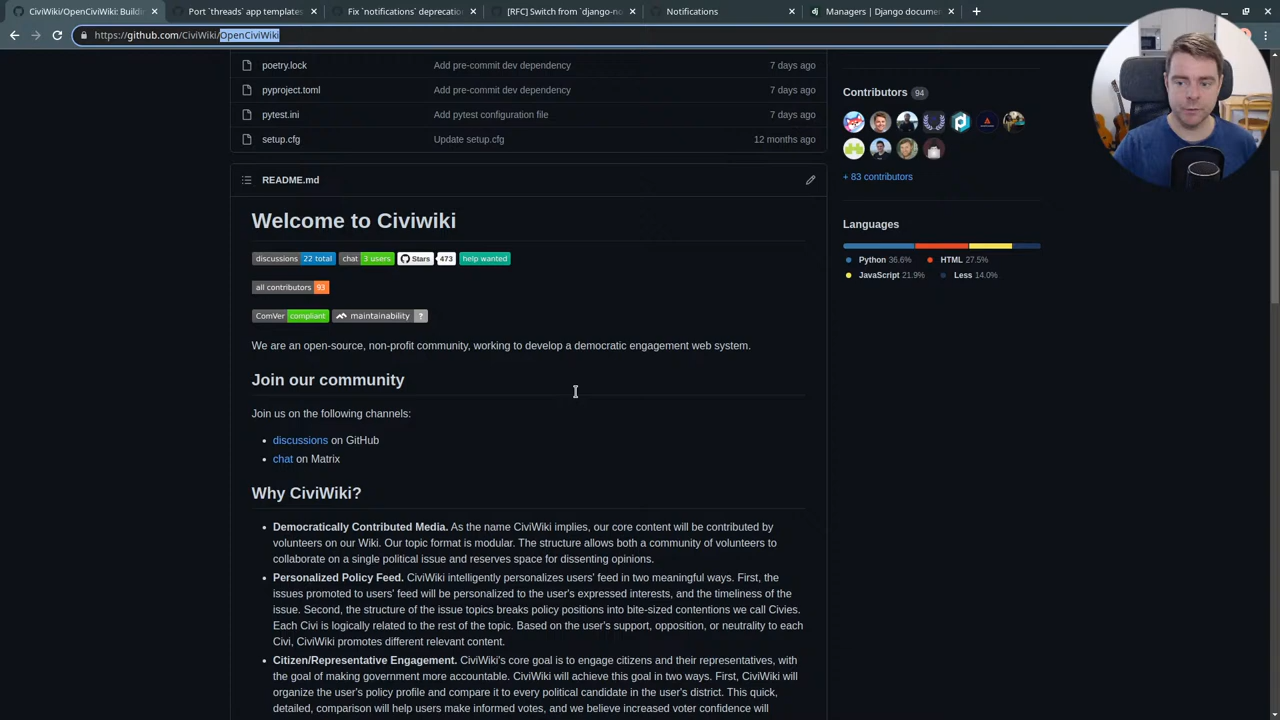 CiviWiki/OpenCiviWiki: Buildi
Port `threads` app templates
Fix `notifications` deprecatio
[RFC] Switch from `django-no
Notifications
Managers | Django docume
https://github.com/CiviWiki/OpenCiviWiki
poetry.lock Add pre-commit dev dependency 7 days ago
pyproject.toml Add pre-commit dev dependency 7 days ago
pytest.ini Add pytest configuration file 7 days ago
setup.cfg Update setup.cfg 12 months ago
README.md
Welcome to Civiwiki
discussions 22 total chat 3 users Stars 473 help wanted
all contributors 93
ComVer compliant maintainability ?
We are an open-source, non-profit community, working to develop a democratic engagement web system.
Join our community
Join us on the following channels:
discussions on GitHub
chat on Matrix
Why CiviWiki?
Democratically Contributed Media. As the name CiviWiki implies, our core content will be contributed by
volunteers on our Wiki. Our topic format is modular. The structure allows both a community of volunteers to
collaborate on a single political issue and reserves space for dissenting opinions.
Personalized Policy Feed. CiviWiki intelligently personalizes users' feed in two meaningful ways. First, the
issues promoted to users' feed will be personalized to the user's expressed interests, and the timeliness of the
issue. Second, the structure of the issue topics breaks policy positions into bite-sized contentions we call Civies.
Each Civi is logically related to the rest of the topic. Based on the user's support, opposition, or neutrality to each
Civi, CiviWiki promotes different relevant content.
Citizen/Representative Engagement. CiviWiki's core goal is to engage citizens and their representatives, with
the goal of making government more accountable. CiviWiki will achieve this goal in two ways. First, CiviWiki will
organize the user's policy profile and compare it to every political candidate in the user's district. This quick,
detailed, comparison will help users make informed votes, and we believe increased voter confidence will
Contributors 94
+ 83 contributors
Languages
Python 36.6% HTML 27.5%
JavaScript 21.9% Less 14.0%